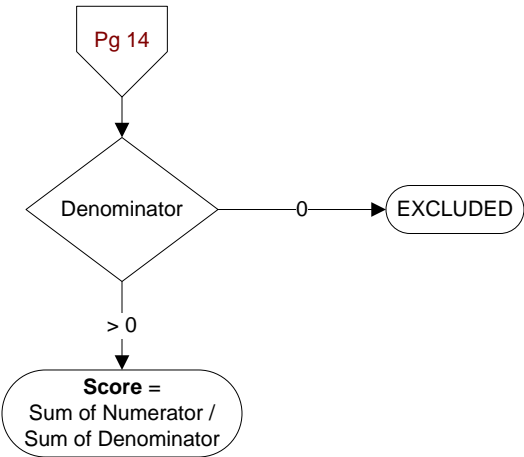 Pg 14
Denominator
0
EXCLUDED
> 0
Score =
Sum of Numerator /
Sum of Denominator